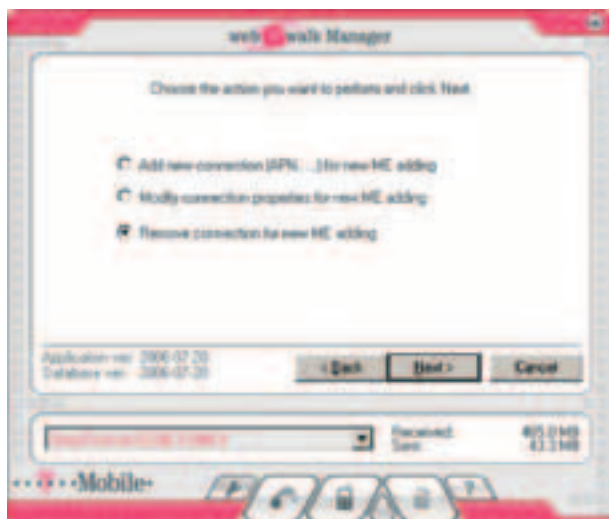 web walk Manager
Choose the action you want to perform and click Next
Add new connection (APN, ...) for new ME adding
Modify connection properties for new ME adding
Remove connection for new ME adding
Application ver: 2006-07-20
Database ver: 2006-07-20
< Back
Next >
Cancel
Received:
Sent:
·Mobile·
?